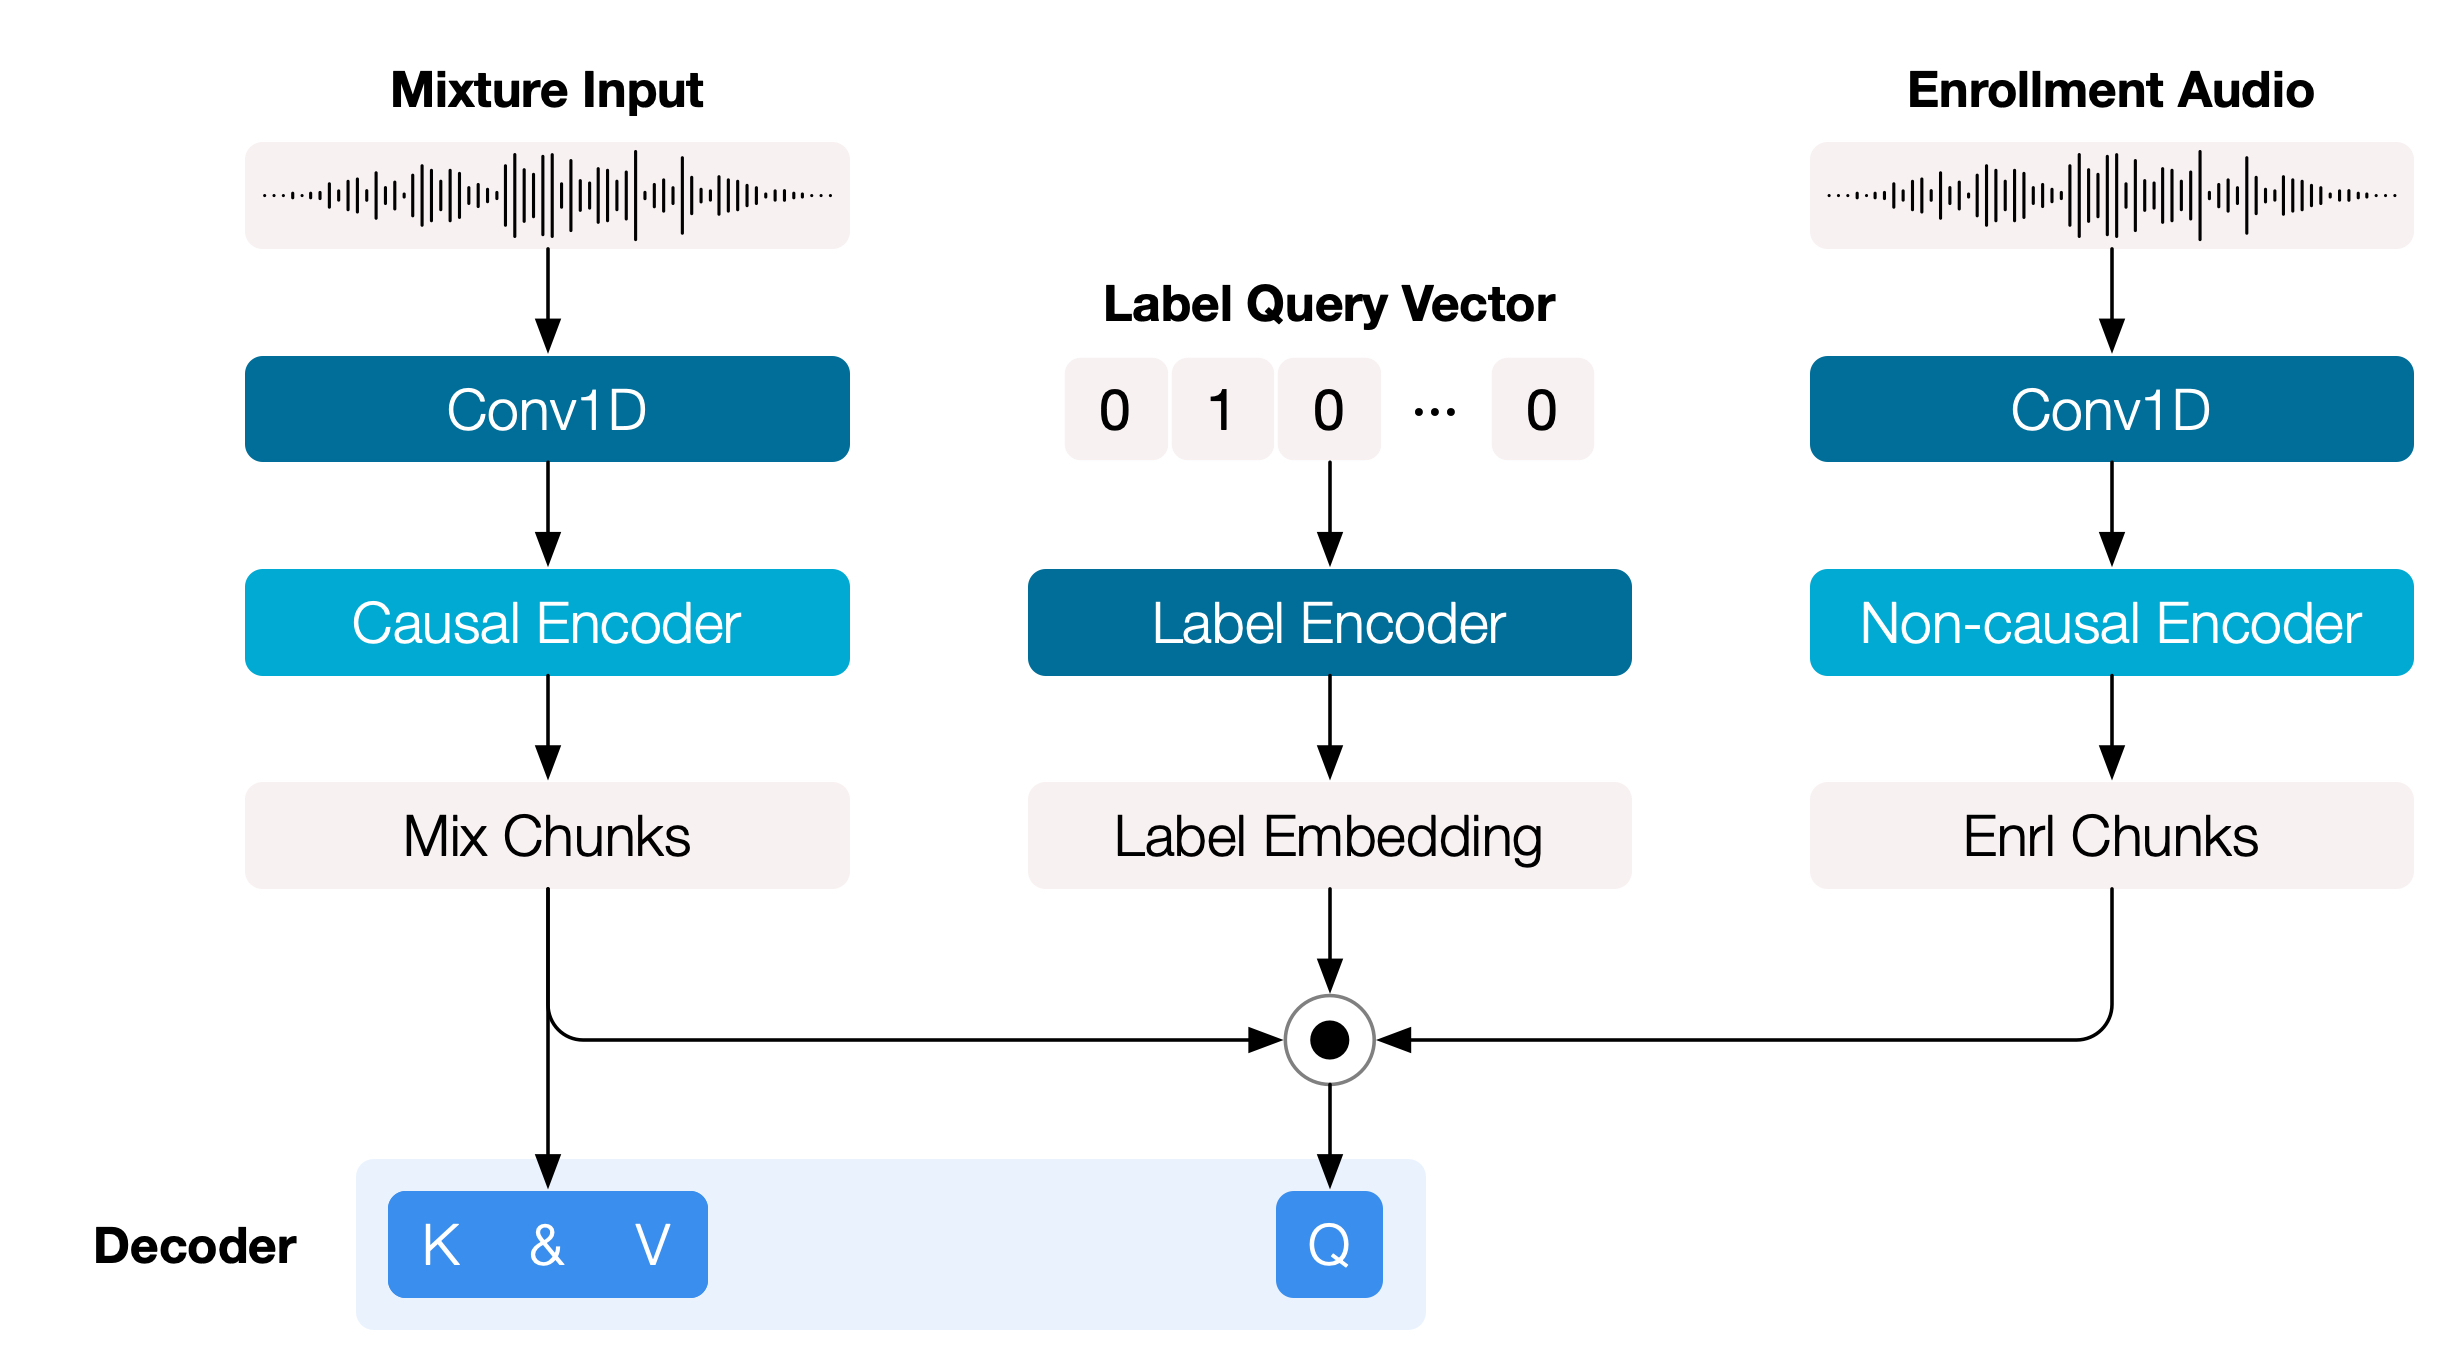 Mixture Input
Enrollment Audio
Label Query Vector
Conv1D
0 1 0 ... 0
Conv1D
Causal Encoder
Label Encoder
Non-causal Encoder
Mix Chunks
Label Embedding
Enrl Chunks
Decoder
K & V
Q